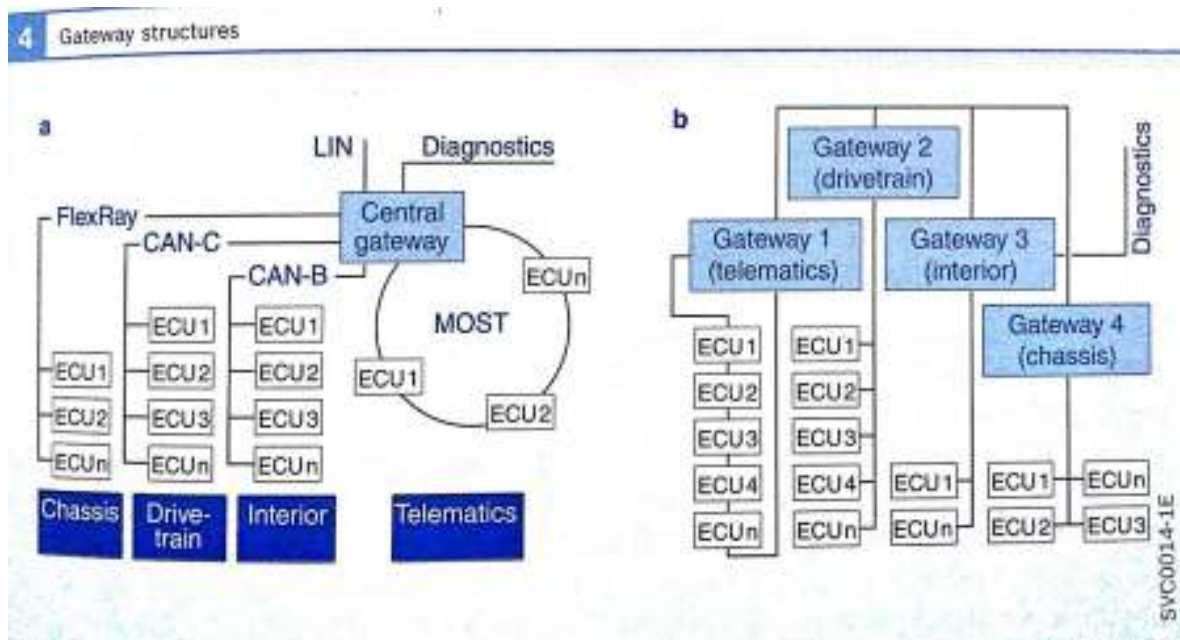 4 Gateway structures
a
LIN
Diagnostics
FlexRay
Central
gateway
CAN-C
CAN-B
MOST
ECUn
ECU1
ECU2
ECU1
ECU2
ECUn
ECU1
ECU2
ECU3
ECUn
ECU1
ECU2
ECU3
ECUn
Chassis
Drive-
train
Interior
Telematics
b
Gateway 2
(drivetrain)
Gateway 1
(telematics)
Gateway 3
(interior)
Gateway 4
(chassis)
Diagnostics
ECU1
ECU2
ECU3
ECU4
ECUn
ECU1
ECU2
ECU3
ECU4
ECUn
ECU1
ECUn
ECU1
ECUn
ECU2
ECU3
SVC0014-1E